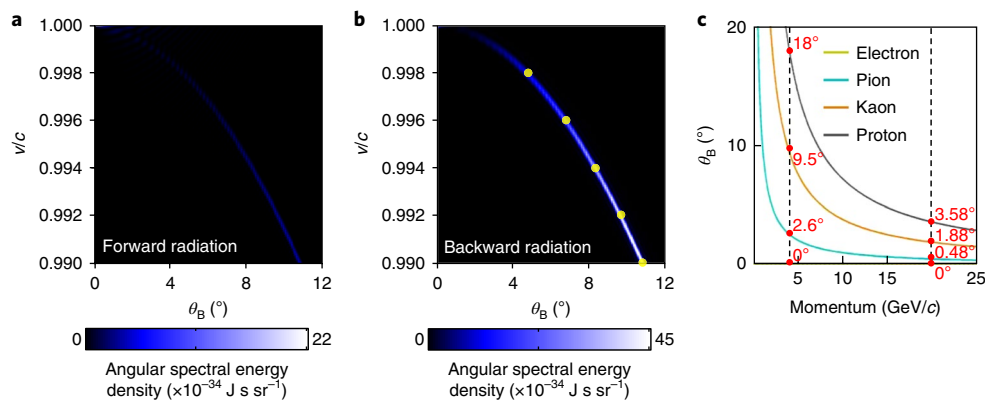 a
1.000
0.998
0.996
0.994
0.992
0.990
v/c
Forward radiation
0 4 8 12
θB (°)
0 22
Angular spectral energy
density (×10⁻³⁴ J s sr⁻¹)
b
1.000
0.998
0.996
0.994
0.992
0.990
v/c
Backward radiation
0 4 8 12
θB (°)
0 45
Angular spectral energy
density (×10⁻³⁴ J s sr⁻¹)
c
20
10
0
θB (°)
18°
9.5°
2.6°
0°
Electron
Pion
Kaon
Proton
3.58°
1.88°
0.48°
0°
5 10 15 20 25
Momentum (GeV/c)